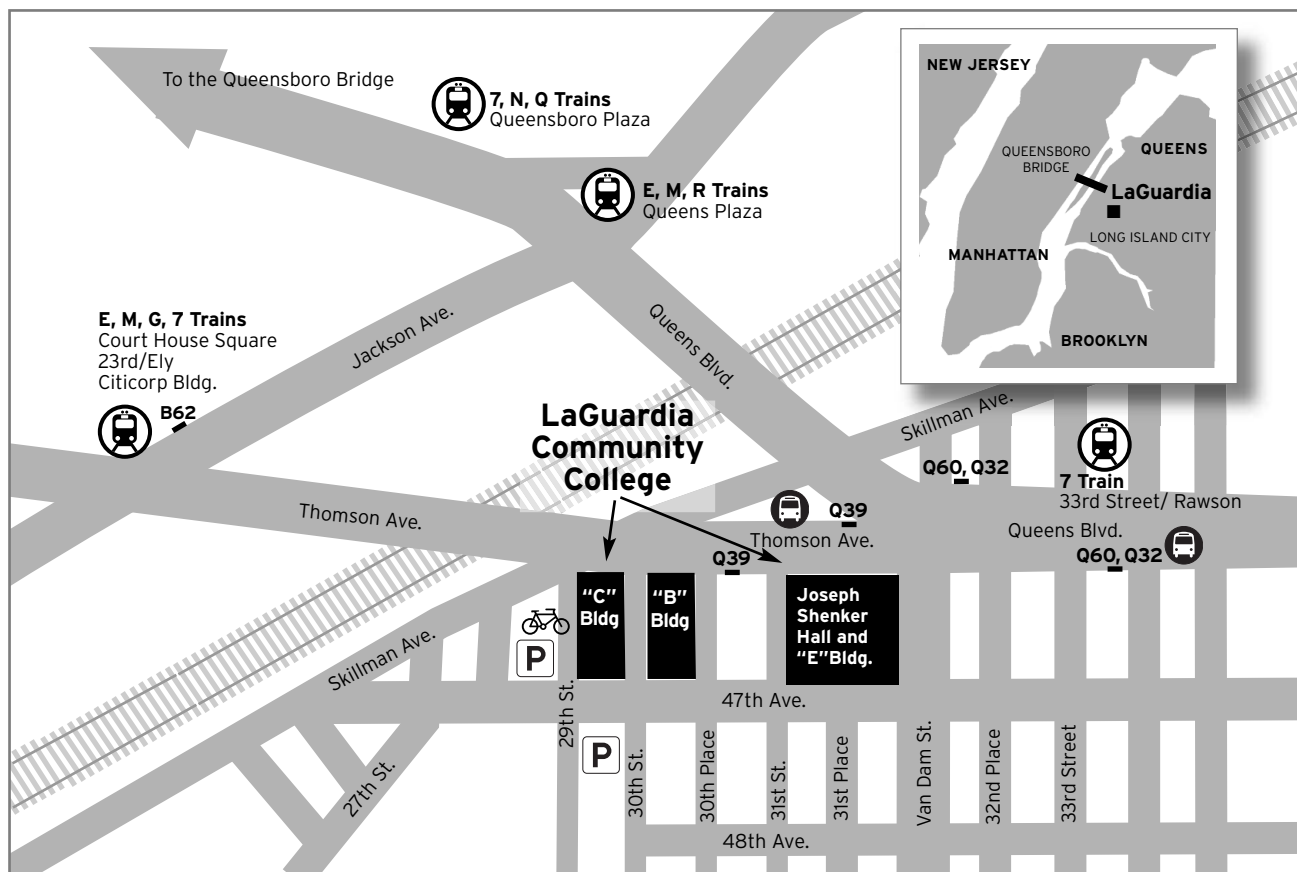 To the Queensboro Bridge
7, N, Q Trains
Queensboro Plaza
E, M, R Trains
Queens Plaza
NEW JERSEY
QUEENSBORO
BRIDGE
QUEENS
LaGuardia
LONG ISLAND CITY
MANHATTAN
BROOKLYN
E, M, G, 7 Trains
Court House Square
23rd/Ely
Citicorp Bldg.
B62
Jackson Ave.
Queens Blvd.
LaGuardia
Community
College
Skillman Ave.
Q60, Q32
7 Train
33rd Street/ Rawson
Thomson Ave.
Q39
Thomson Ave.
Queens Blvd.
Q39
Q60, Q32
"C"
Bldg
"B"
Bldg
Joseph
Shenker
Hall and
"E"Bldg.
P
Skillman Ave.
47th Ave.
29th St.
P
27th St.
30th St.
30th Place
31st St.
31st Place
Van Dam St.
32nd Place
33rd Street
48th Ave.